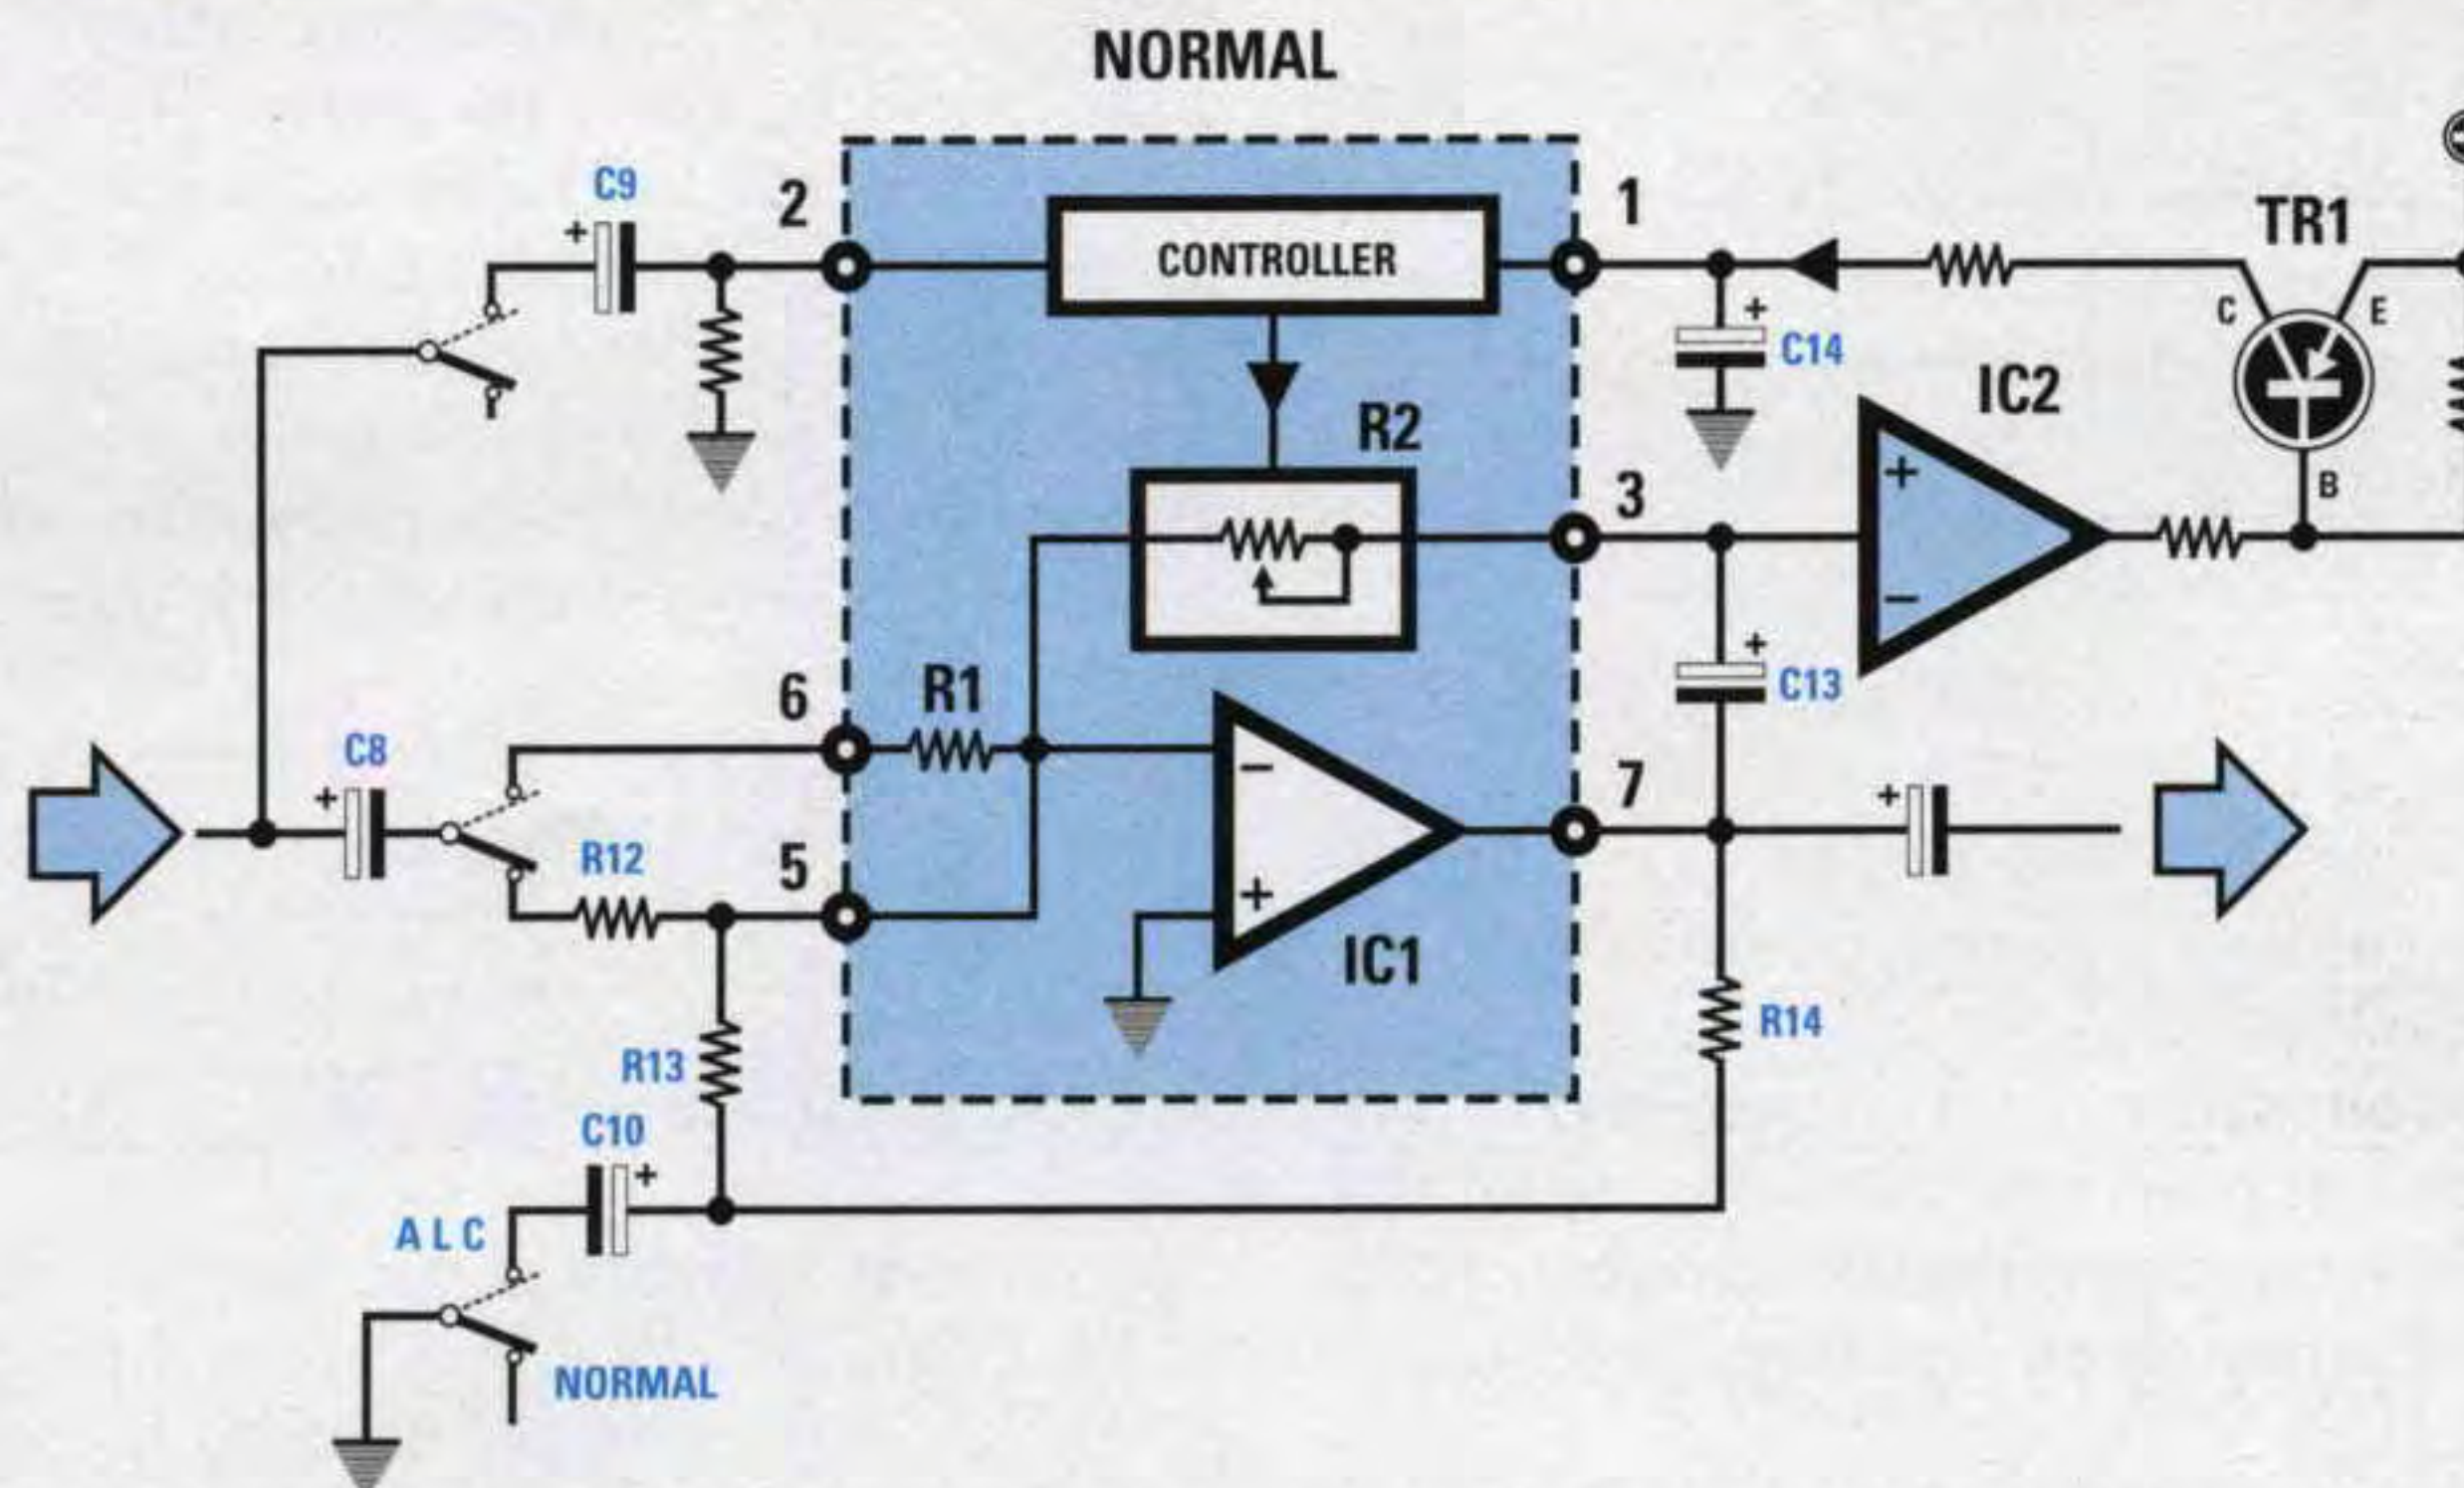 NORMAL
C9
+
2
CONTROLLER
1
TR1
C
E
+
C14
IC2
R2
+
B
3
-
+
C13
6
R1
C8
+
-
7
+
R12
5
+
IC1
R13
R14
C10
+
ALC
NORMAL